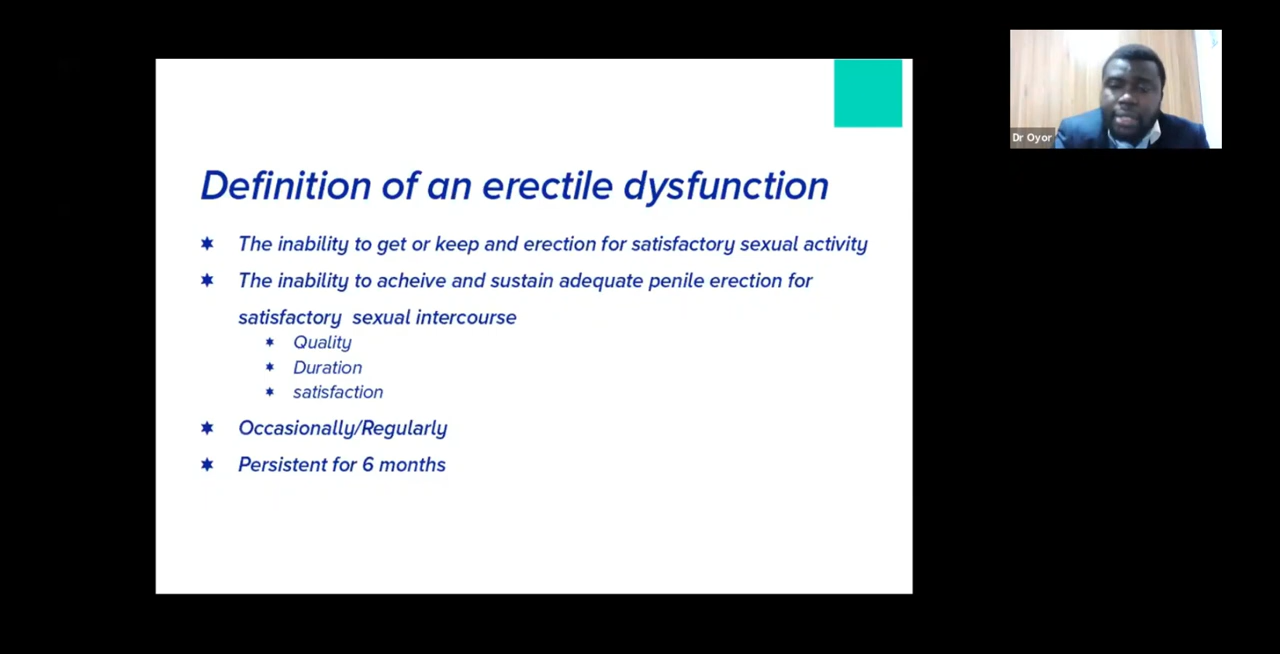 Definition of an erectile dysfunction
The inability to get or keep and erection for satisfactory sexual activity
The inability to acheive and sustain adequate penile erection for
satisfactory sexual intercourse
Quality
Duration
satisfaction
Occasionally/Regularly
Persistent for 6 months
Dr Oyor